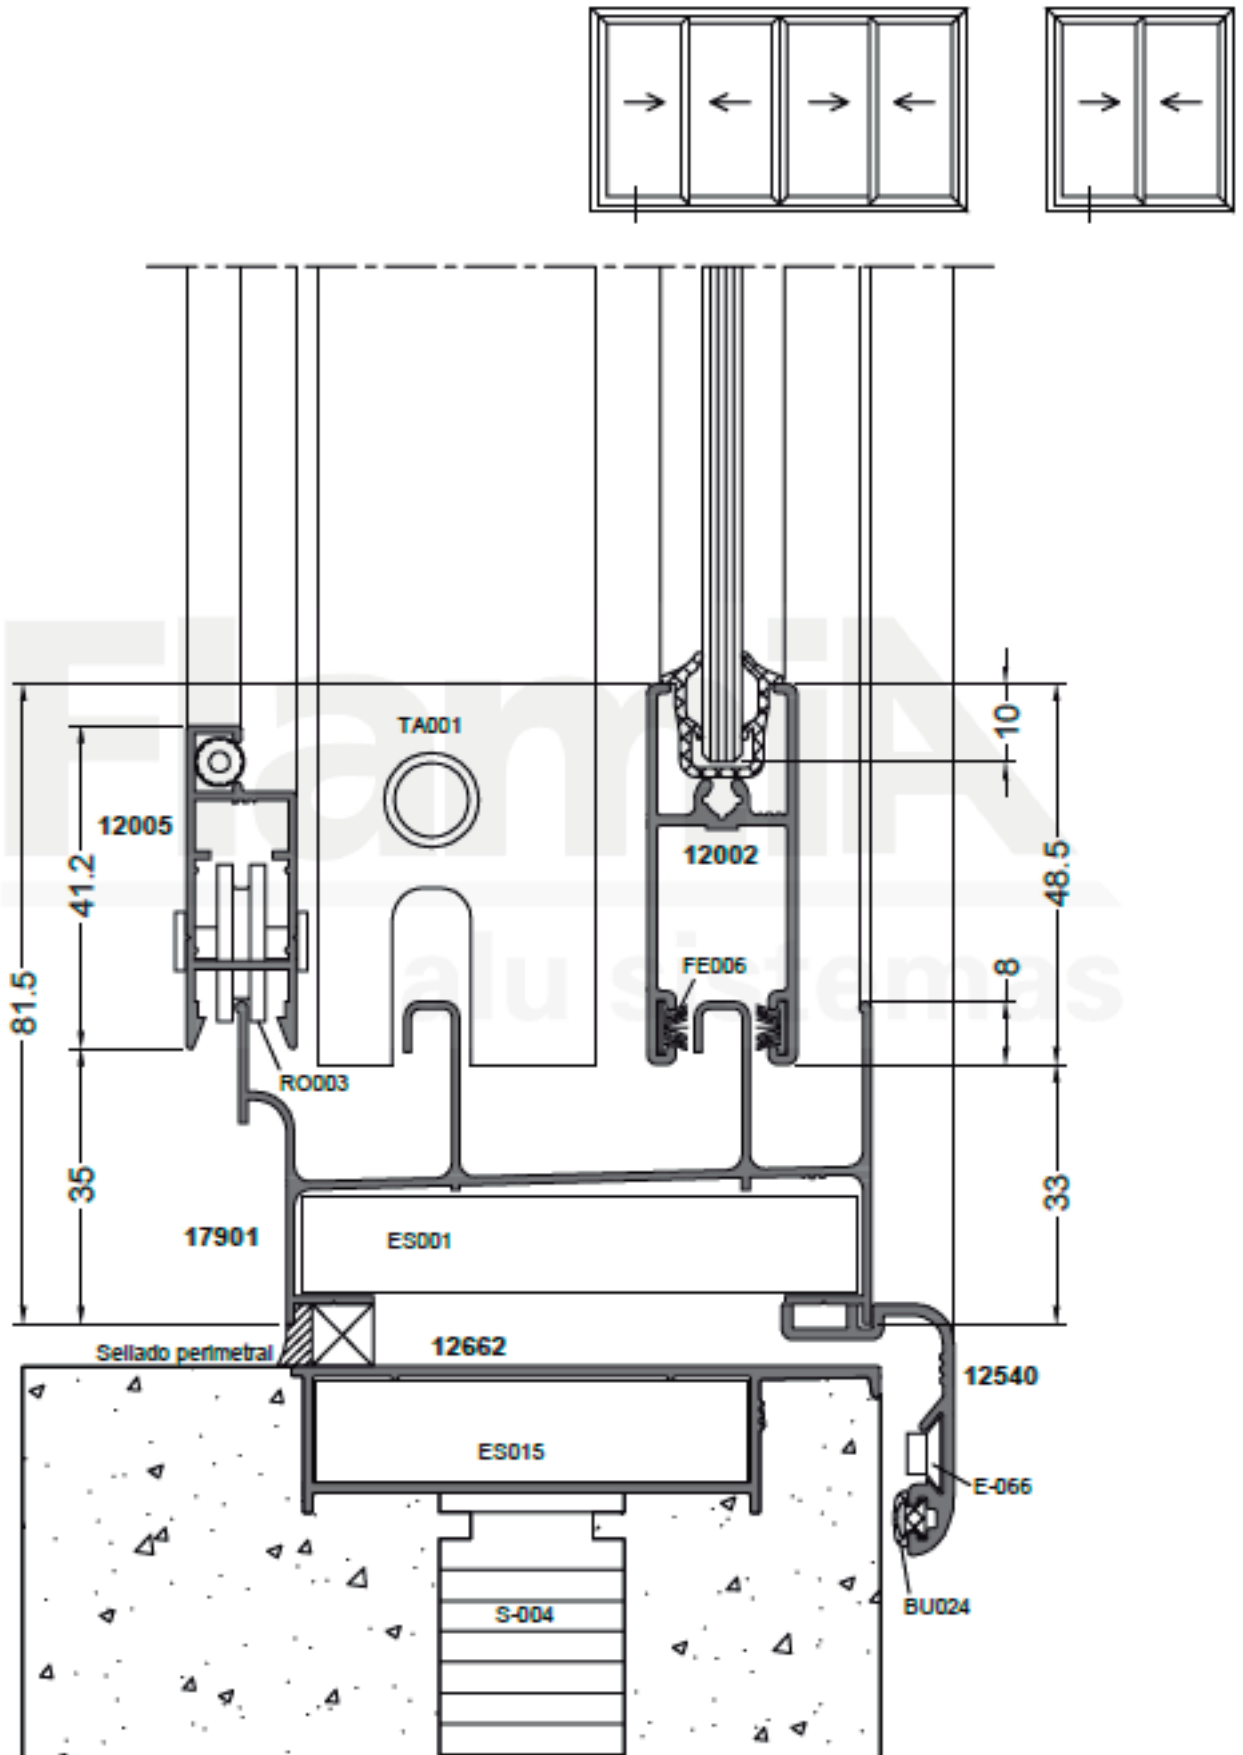 FlamiA
alu sistemas
TA001
10
12005
12002
41.2
48.5
FE006
8
81.5
RO003
35
33
17901
ES001
Sellado perimetral
12662
12540
ES015
E-066
BU024
S-004